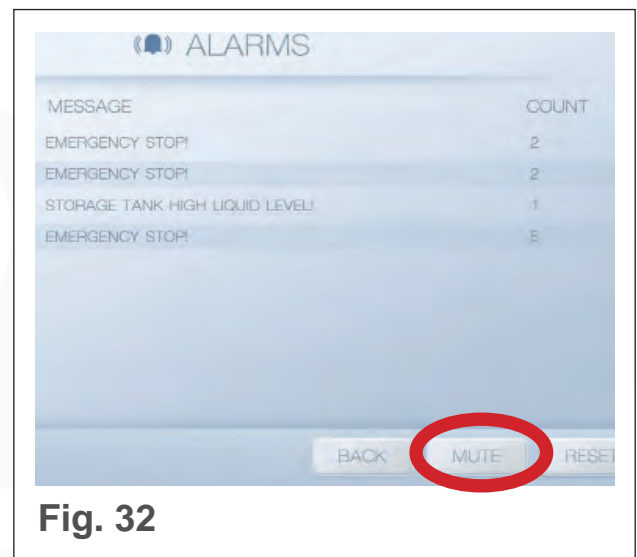 ALARMS
MESSAGE COUNT
EMERGENCY STOP! 2
EMERGENCY STOP! 2
STORAGE TANK HIGH LIQUID LEVEL! 1
EMERGENCY STOP!
BACK MUTE RESET
Fig. 32